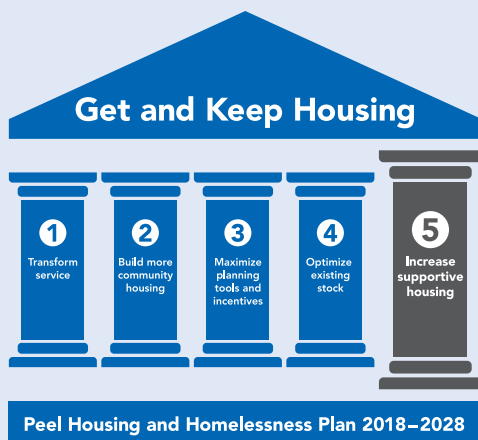 Get and Keep Housing
1
Transform
service
2
Build more
community
housing
3
Maximize
planning
tools and
incentives
4
Optimize
existing
stock
5
Increase
supportive
housing
Peel Housing and Homelessness Plan 2018–2028